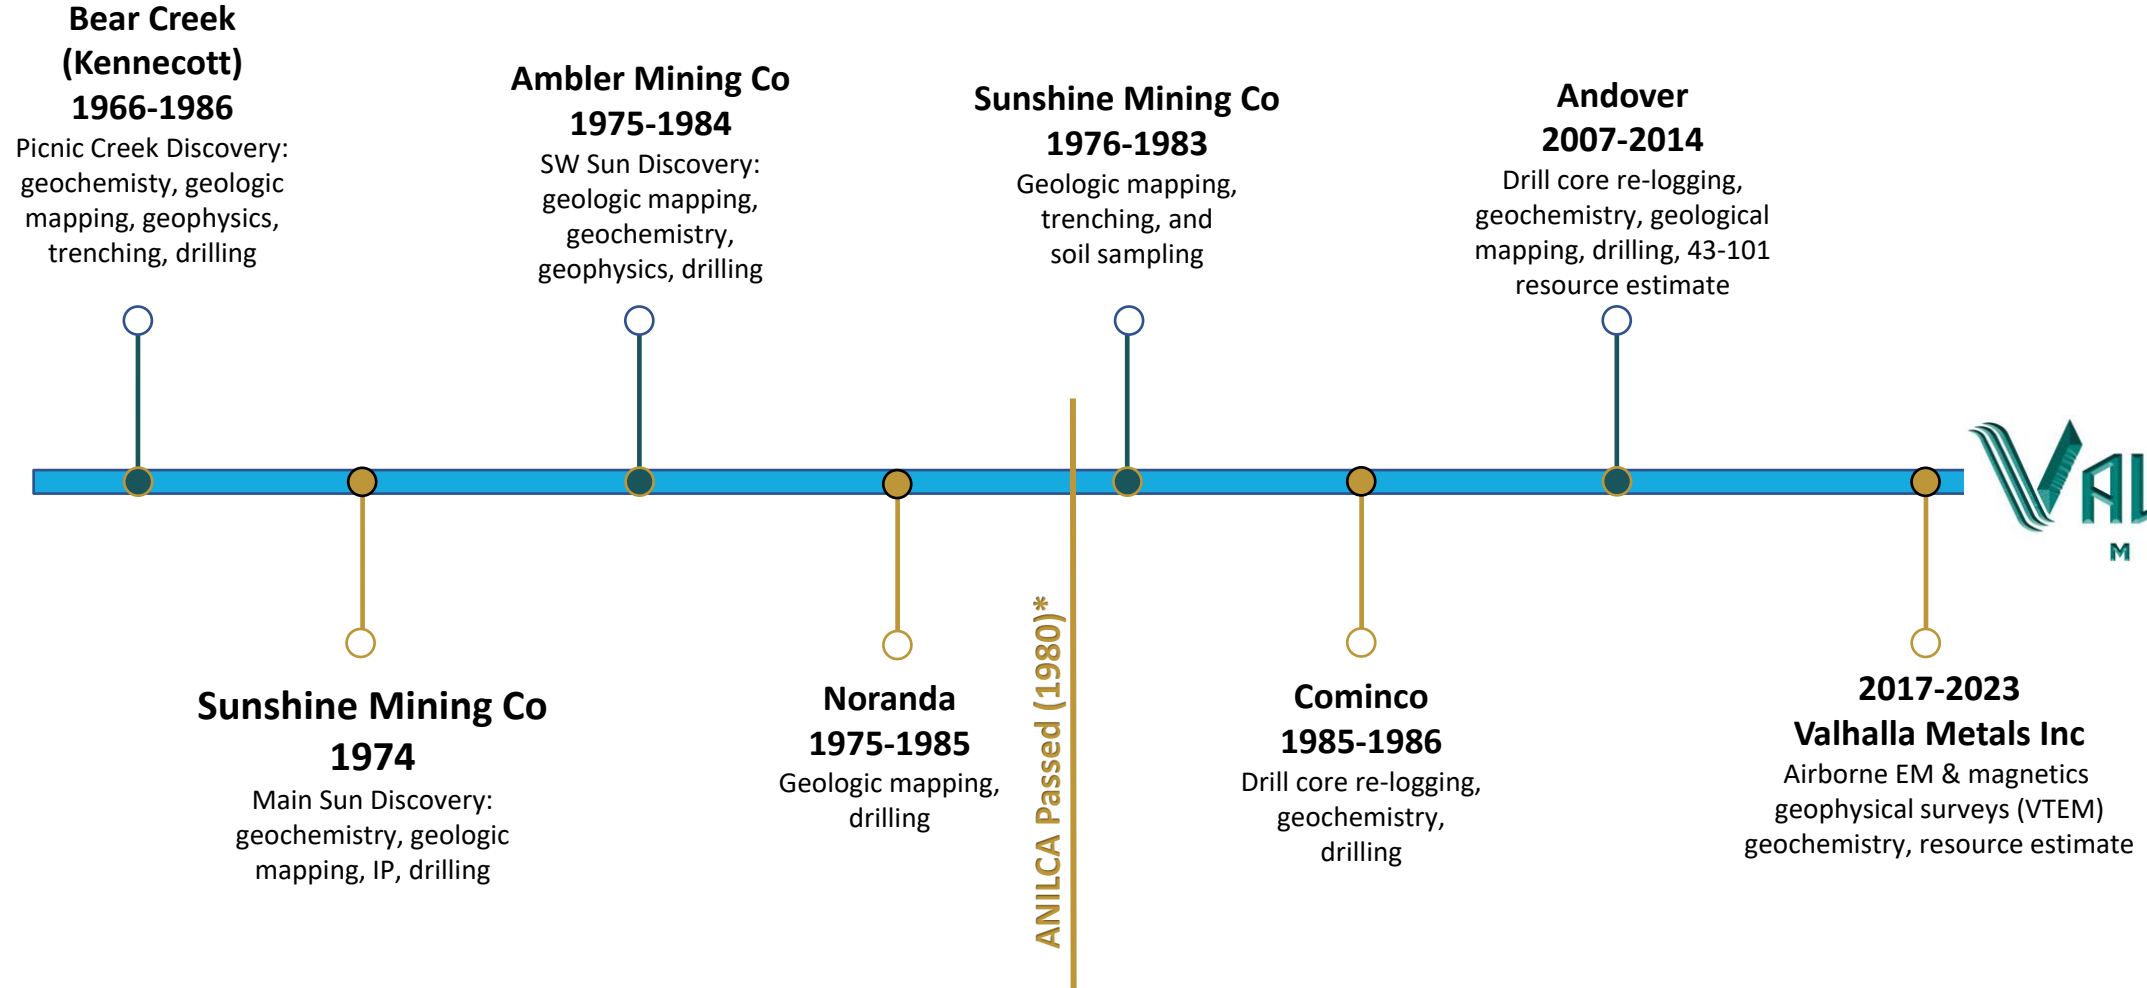 Bear Creek
(Kennecott)
1966-1986
Picnic Creek Discovery:
geochemisty, geologic
mapping, geophysics,
trenching, drilling
Ambler Mining Co
1975-1984
SW Sun Discovery:
geologic mapping,
geochemistry,
geophysics, drilling
Sunshine Mining Co
1976-1983
Geologic mapping,
trenching, and
soil sampling
Andover
2007-2014
Drill core re-logging,
geochemistry, geological
mapping, drilling, 43-101
resource estimate
Sunshine Mining Co
1974
Main Sun Discovery:
geochemistry, geologic
mapping, IP, drilling
Noranda
1975-1985
Geologic mapping,
drilling
ANILCA Passed (1980)*
Cominco
1985-1986
Drill core re-logging,
geochemistry,
drilling
2017-2023
Valhalla Metals Inc
Airborne EM & magnetics
geophysical surveys (VTEM)
geochemistry, resource estimate